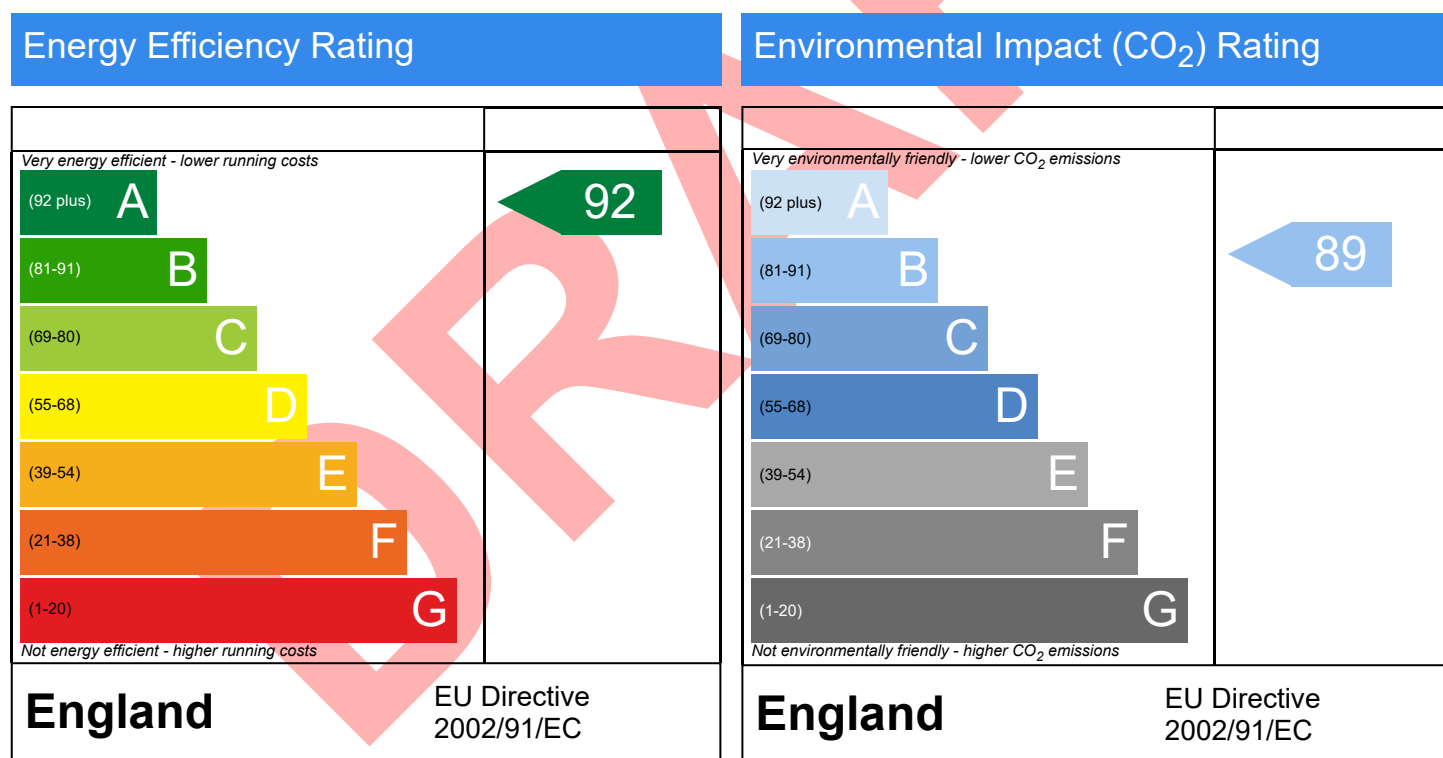 Energy Efficiency Rating
Very energy efficient - lower running costs
(92 plus) A
(81-91) B
(69-80) C
(55-68) D
(39-54) E
(21-38) F
(1-20) G
Not energy efficient - higher running costs
92
England
EU Directive
2002/91/EC
Environmental Impact (CO₂) Rating
Very environmentally friendly - lower CO₂ emissions
(92 plus) A
(81-91) B
(69-80) C
(55-68) D
(39-54) E
(21-38) F
(1-20) G
Not environmentally friendly - higher CO₂ emissions
89
England
EU Directive
2002/91/EC